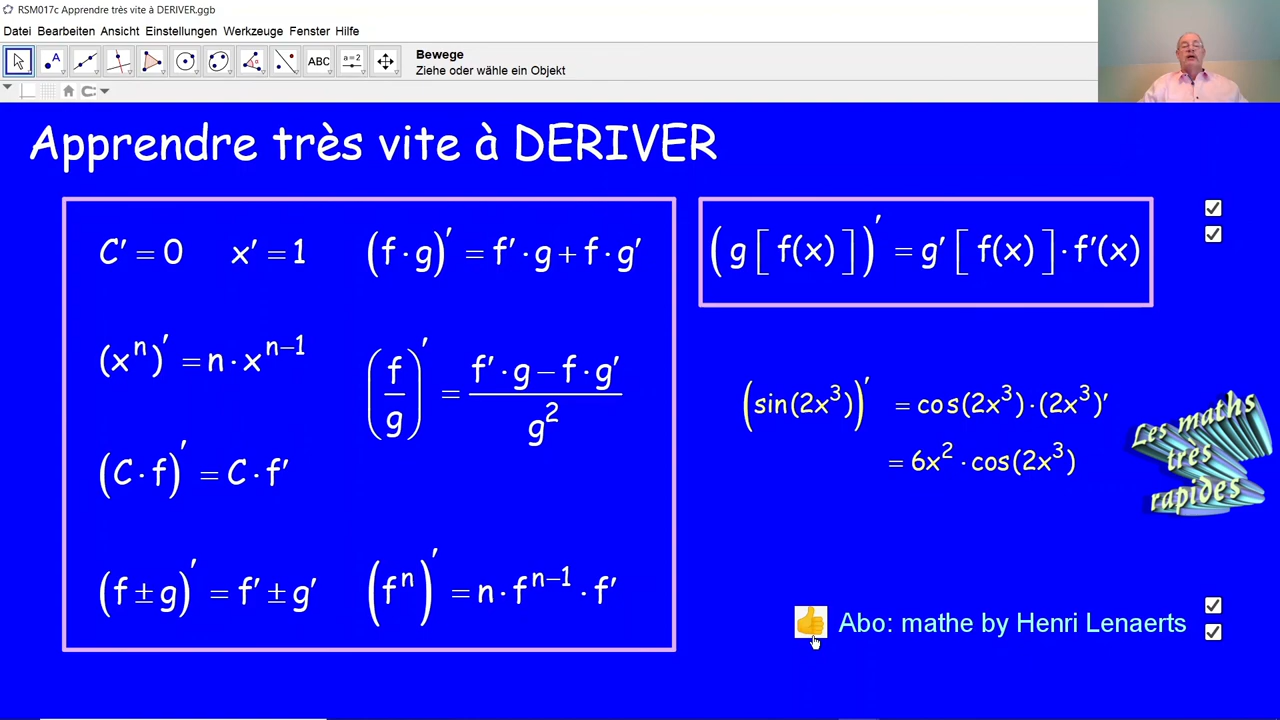 RSM017c Apprendre très vite à DERIVER.ggb
Datei Bearbeiten Ansicht Einstellungen Werkzeuge Fenster Hilfe
A ABC a=2
Bewege
Ziehe oder wähle ein Objekt
Apprendre très vite à DERIVER
C′ = 0 x′ = 1 (f · g)′ = f′ · g + f · g′
(g[f(x)])′ = g′[f(x)] · f′(x)
(xⁿ)′ = n · xⁿ⁻¹
(f/g)′ = (f′ · g − f · g′)/g²
(sin(2x³))′ = cos(2x³) · (2x³)′
= 6x² · cos(2x³)
(C · f)′ = C · f′
(f ± g)′ = f′ ± g′ (fⁿ)′ = n · fⁿ⁻¹ · f′
Les maths
très
rapides
Abo: mathe by Henri Lenaerts